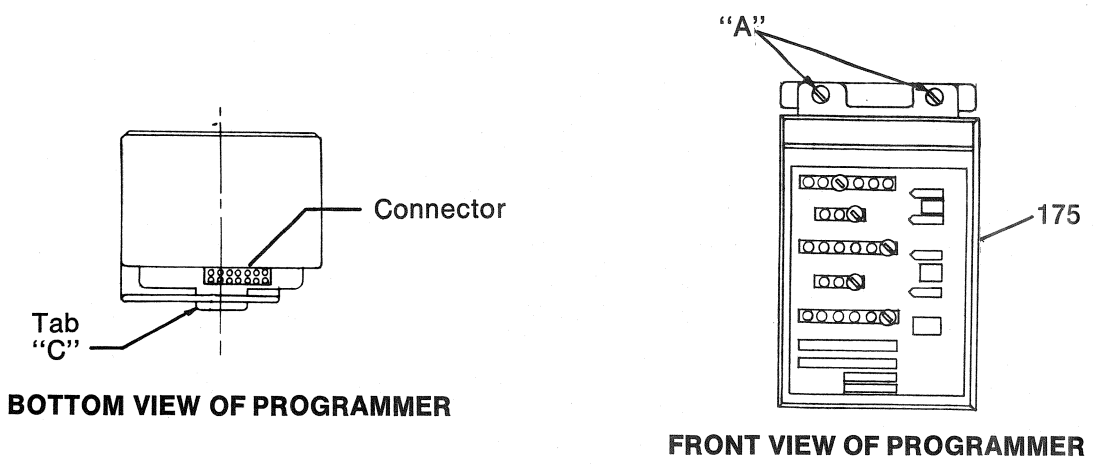 "A"
Connector
175
Tab
"C"
BOTTOM VIEW OF PROGRAMMER
FRONT VIEW OF PROGRAMMER